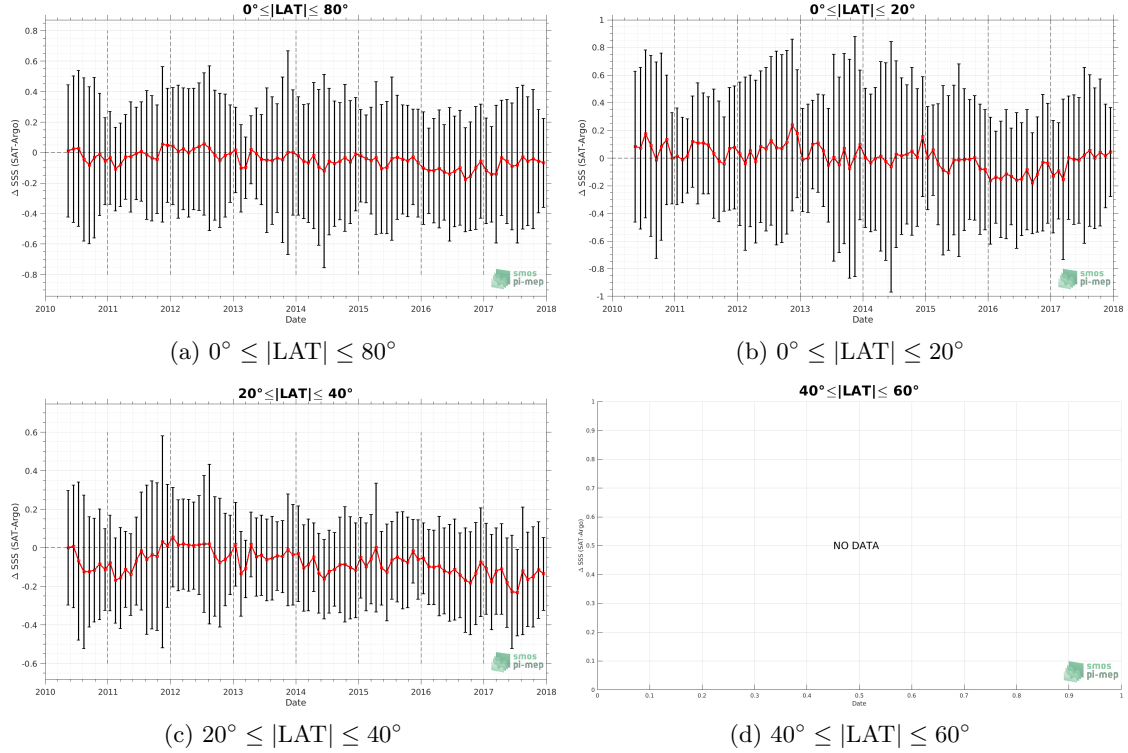 0°≤|LAT|≤ 80°
0.8
0.6
0.4
0.2
0
-0.2
-0.4
-0.6
-0.8
Δ SSS (SAT-Argo)
2010 2011 2012 2013 2014 2015 2016 2017 2018
Date
smos
pi-mep
(a) 0° ≤ |LAT| ≤ 80°
0°≤|LAT|≤ 20°
1
0.8
0.6
0.4
0.2
0
-0.2
-0.4
-0.6
-0.8
-1
Δ SSS (SAT-Argo)
2010 2011 2012 2013 2014 2015 2016 2017 2018
Date
smos
pi-mep
(b) 0° ≤ |LAT| ≤ 20°
20°≤|LAT|≤ 40°
0.6
0.4
0.2
0
-0.2
-0.4
-0.6
Δ SSS (SAT-Argo)
2010 2011 2012 2013 2014 2015 2016 2017 2018
Date
smos
pi-mep
(c) 20° ≤ |LAT| ≤ 40°
40°≤|LAT|≤ 60°
1
0.9
0.8
0.7
0.6
0.5
0.4
0.3
0.2
0.1
0
Δ SSS (SAT-Argo)
NO DATA
0 0.1 0.2 0.3 0.4 0.5 0.6 0.7 0.8 0.9 1
Date
smos
pi-mep
(d) 40° ≤ |LAT| ≤ 60°